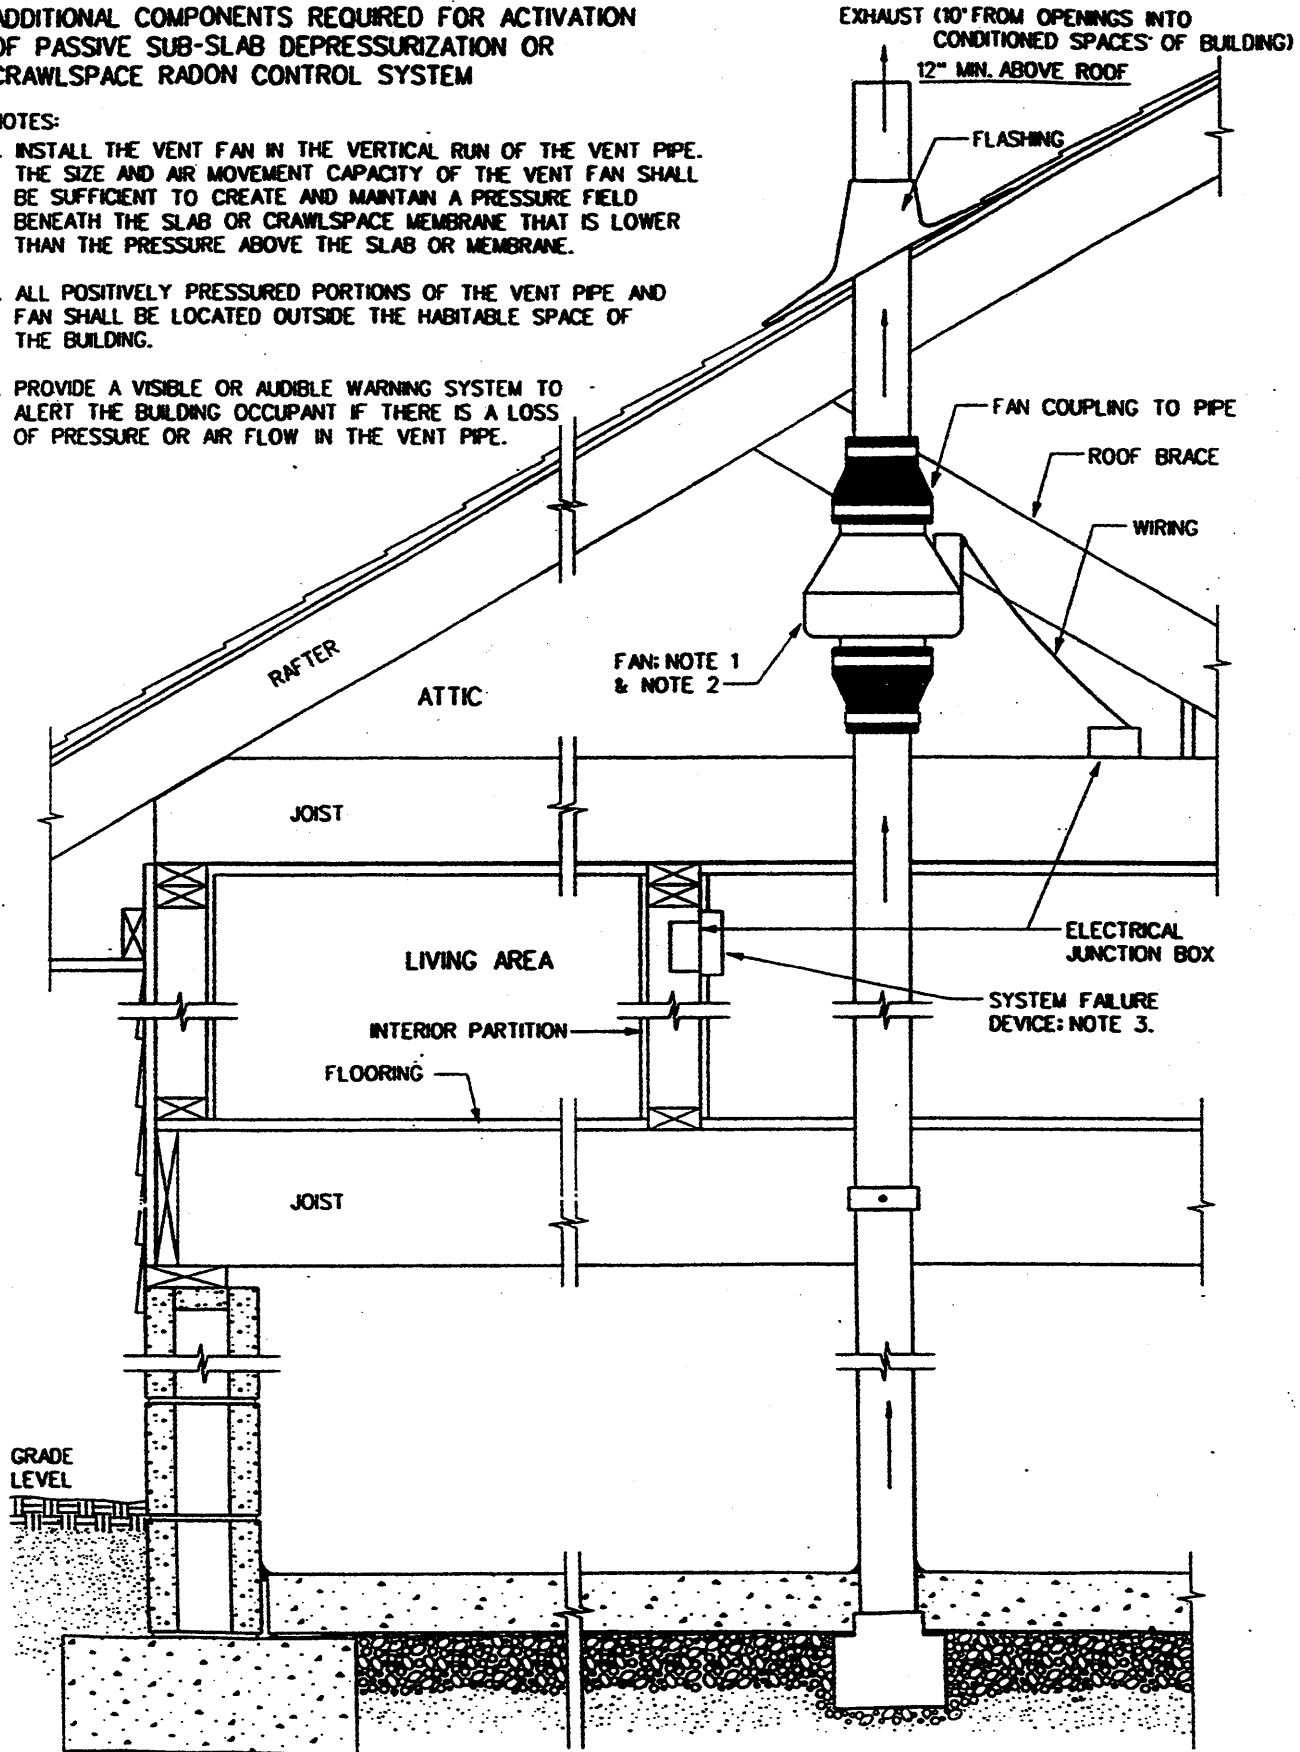 ADDITIONAL COMPONENTS REQUIRED FOR ACTIVATION
OF PASSIVE SUB-SLAB DEPRESSURIZATION OR
CRAWLSPACE RADON CONTROL SYSTEM
NOTES:
. INSTALL THE VENT FAN IN THE VERTICAL RUN OF THE VENT PIPE.
THE SIZE AND AIR MOVEMENT CAPACITY OF THE VENT FAN SHALL
BE SUFFICIENT TO CREATE AND MAINTAIN A PRESSURE FIELD
BENEATH THE SLAB OR CRAWLSPACE MEMBRANE THAT IS LOWER
THAN THE PRESSURE ABOVE THE SLAB OR MEMBRANE.
. ALL POSITIVELY PRESSURED PORTIONS OF THE VENT PIPE AND
FAN SHALL BE LOCATED OUTSIDE THE HABITABLE SPACE OF
THE BUILDING.
. PROVIDE A VISIBLE OR AUDIBLE WARNING SYSTEM TO
ALERT THE BUILDING OCCUPANT IF THERE IS A LOSS
OF PRESSURE OR AIR FLOW IN THE VENT PIPE.
EXHAUST (10' FROM OPENINGS INTO
CONDITIONED SPACES OF BUILDING)
12" MIN. ABOVE ROOF
FLASHING
FAN COUPLING TO PIPE
ROOF BRACE
WIRING
RAFTER
ATTIC
FAN; NOTE 1
& NOTE 2
JOIST
LIVING AREA
ELECTRICAL
JUNCTION BOX
SYSTEM FAILURE
DEVICE; NOTE 3.
INTERIOR PARTITION
FLOORING
JOIST
GRADE
LEVEL